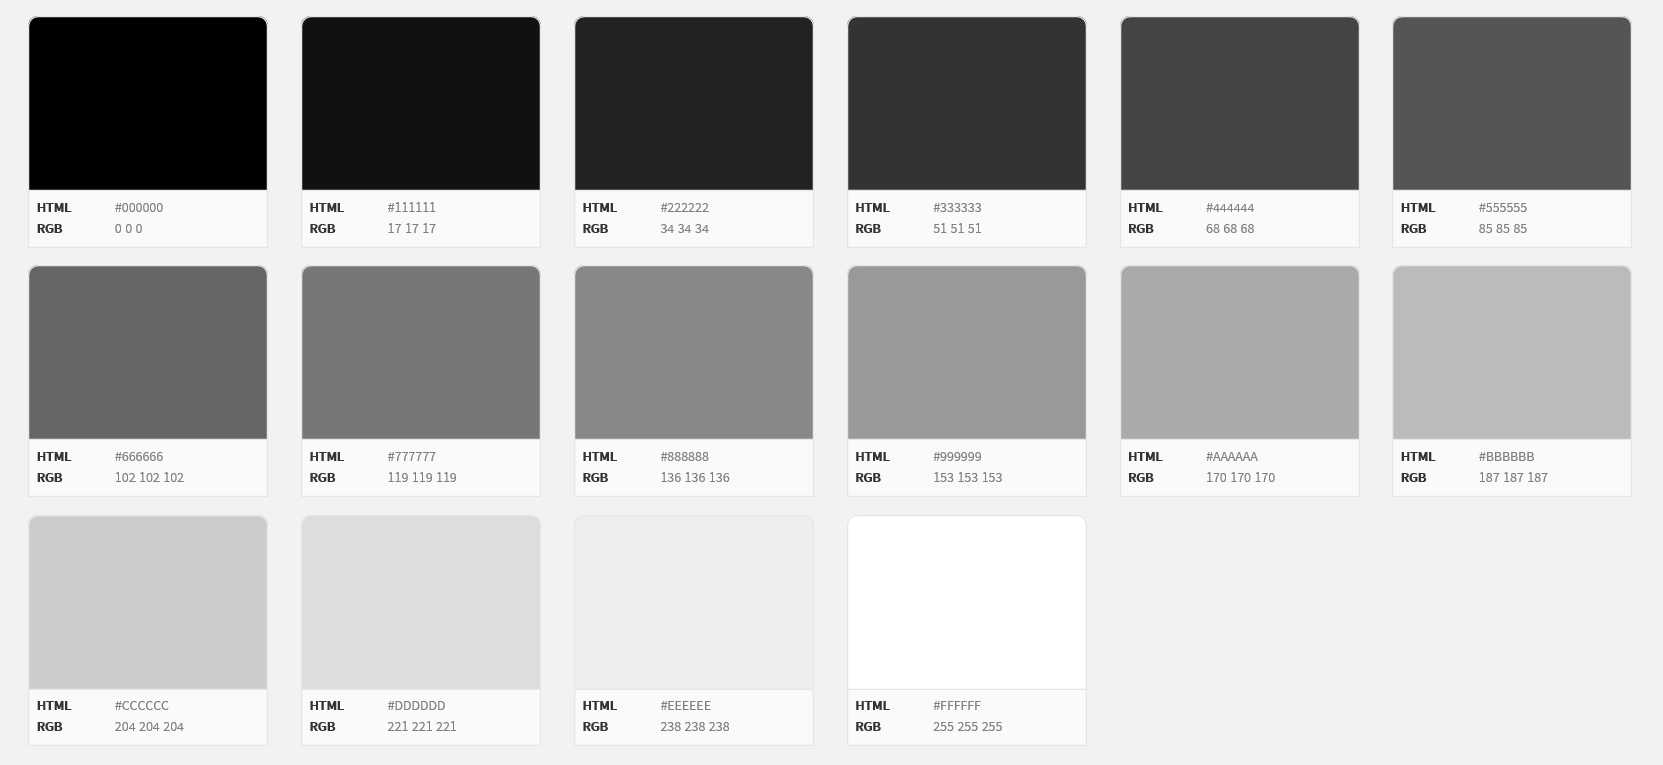 HTML #000000
RGB 0 0 0
HTML #111111
RGB 17 17 17
HTML #222222
RGB 34 34 34
HTML #333333
RGB 51 51 51
HTML #444444
RGB 68 68 68
HTML #555555
RGB 85 85 85
HTML #666666
RGB 102 102 102
HTML #777777
RGB 119 119 119
HTML #888888
RGB 136 136 136
HTML #999999
RGB 153 153 153
HTML #AAAAAA
RGB 170 170 170
HTML #BBBBBB
RGB 187 187 187
HTML #CCCCCC
RGB 204 204 204
HTML #DDDDDD
RGB 221 221 221
HTML #EEEEEE
RGB 238 238 238
HTML #FFFFFF
RGB 255 255 255